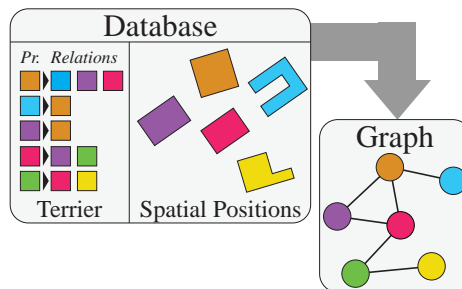 Database
Pr. Relations
Terrier
Spatial Positions
Graph